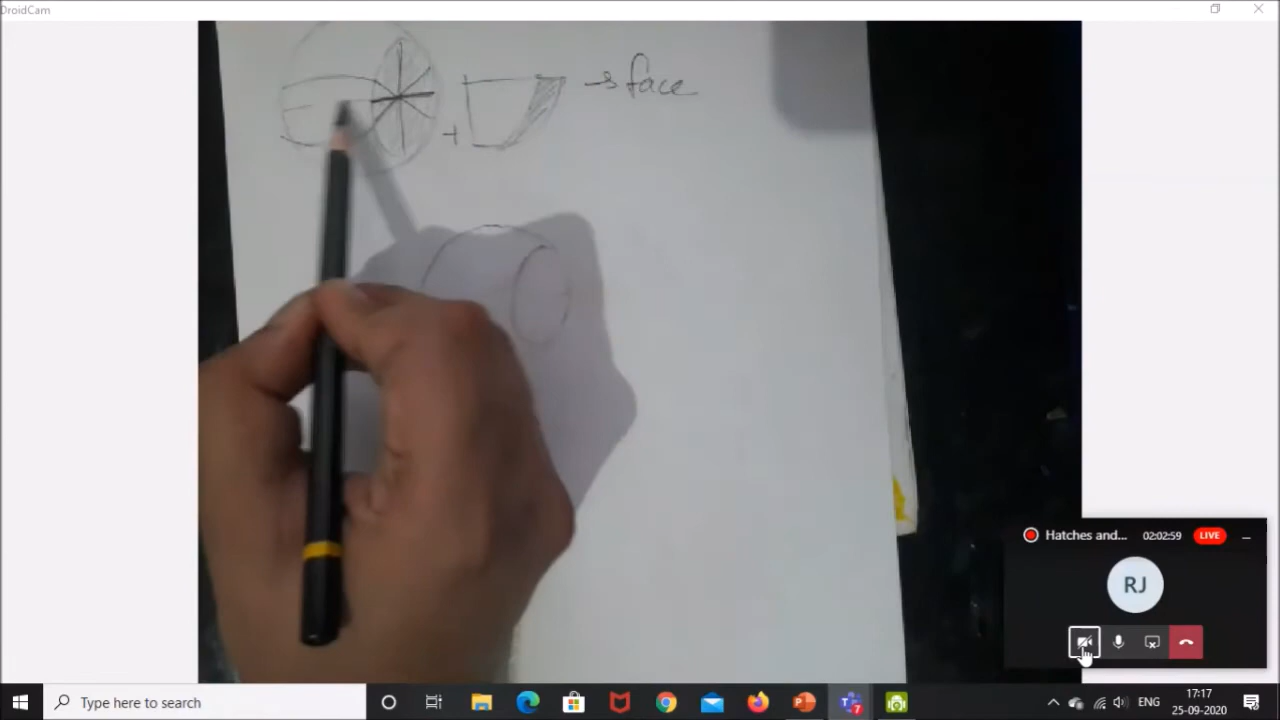 DroidCam
+
→ face
Hatches and... 02:02:59 LIVE
RJ
Type here to search
7
ENG
17:17
25-09-2020